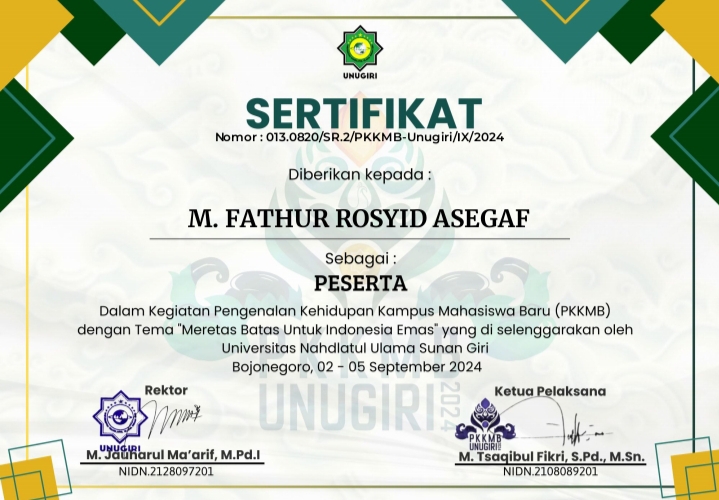 UNUGIRI
SERTIFIKAT
Nomor : 013.0820/SR.2/PKKMB-Unugiri/IX/2024
Diberikan kepada :
M. FATHUR ROSYID ASEGAF
Sebagai :
PESERTA
Dalam Kegiatan Pengenalan Kehidupan Kampus Mahasiswa Baru (PKKMB)
dengan Tema "Meretas Batas Untuk Indonesia Emas" yang di selenggarakan oleh
Universitas Nahdlatul Ulama Sunan Giri
Bojonegoro, 02 - 05 September 2024
PKKMB
UNUGIRI
2024
Rektor
UNUGIRI
M. Jauharul Ma'arif, M.Pd.I
NIDN.2128097201
Ketua Pelaksana
PKKMB
UNUGIRI
M. Tsaqibul Fikri, S.Pd., M.Sn.
NIDN.2108089201